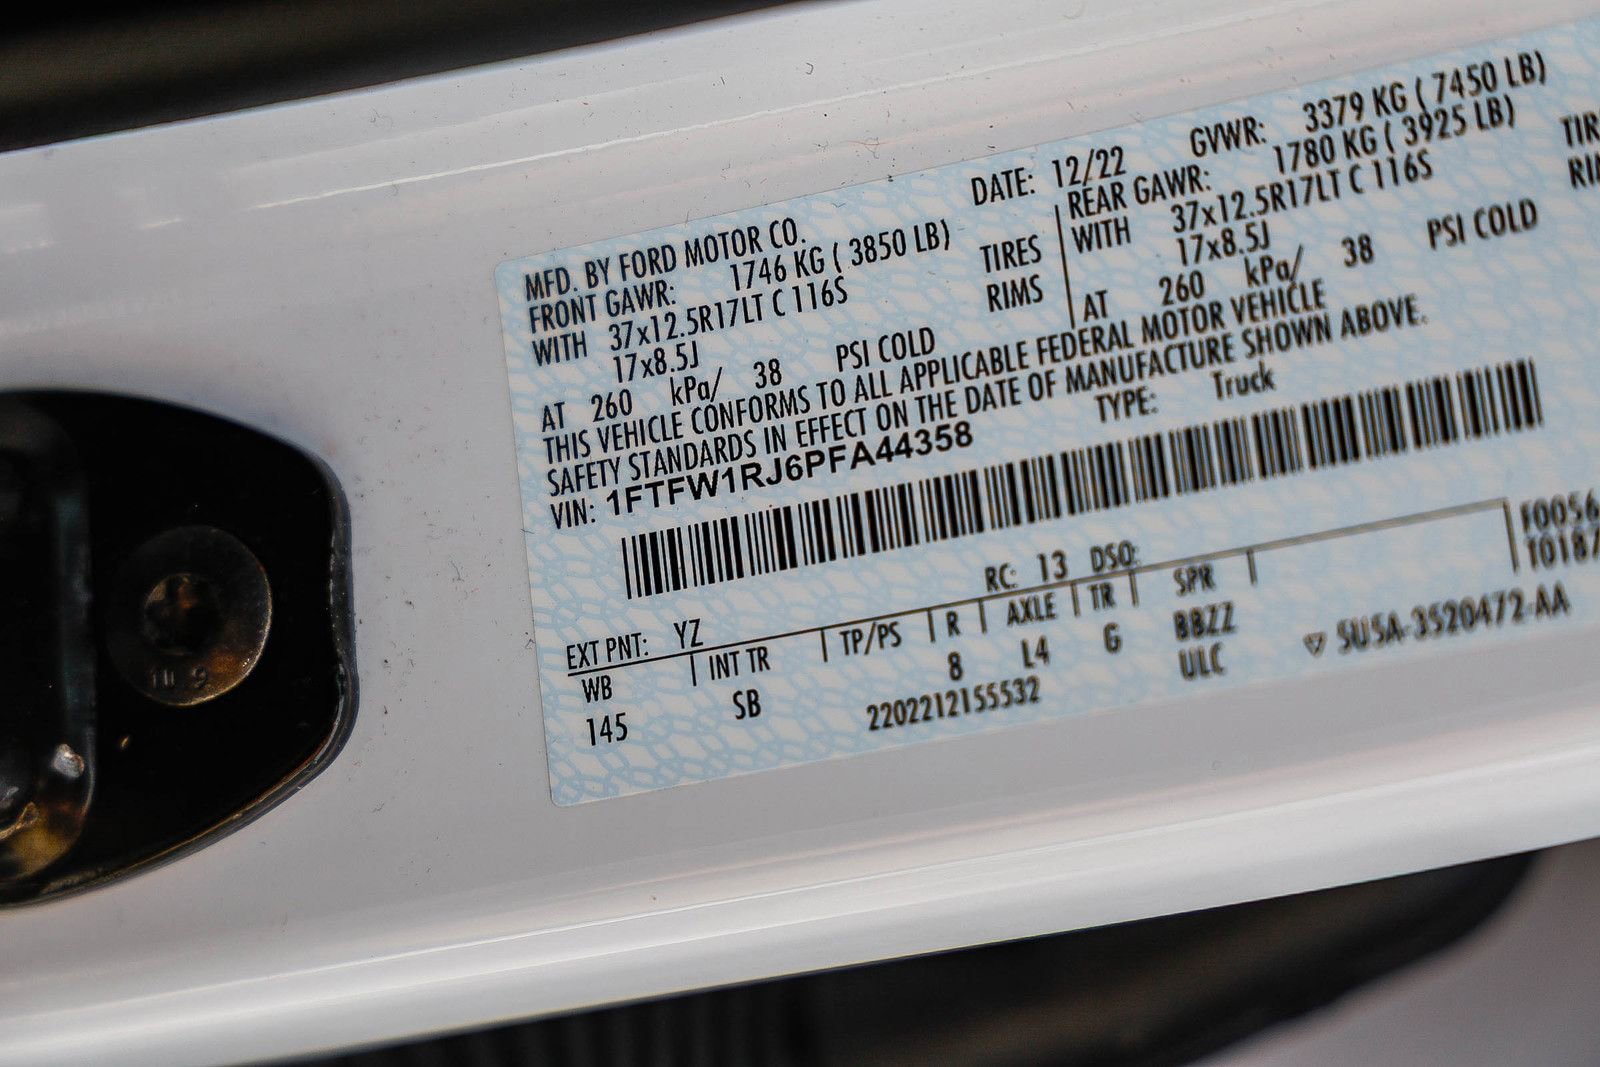 MFD. BY FORD MOTOR CO. DATE: 12/22 GVWR: 3379 KG ( 7450 LB)
FRONT GAWR: 1746 KG ( 3850 LB) REAR GAWR: 1780 KG ( 3925 LB)
WITH 37x12.5R17LT C 116S TIRES WITH 37x12.5R17LT C 116S TIR
17x8.5J RIMS 17x8.5J RI
AT 260 kPa/ 38 PSI COLD AT 260 kPa/ 38 PSI COLD
THIS VEHICLE CONFORMS TO ALL APPLICABLE FEDERAL MOTOR VEHICLE
SAFETY STANDARDS IN EFFECT ON THE DATE OF MANUFACTURE SHOWN ABOVE.
VIN: 1FTFW1RJ6PFA44358 TYPE: Truck
F0056
EXT PNT: YZ RC: 13 DSO: T0187
WB INT TR TP/PS R AXLE TR SPR
145 SB 8 L4 G BBZZ
2202212155532 ULC ▽ 5U5A-3520472-AA